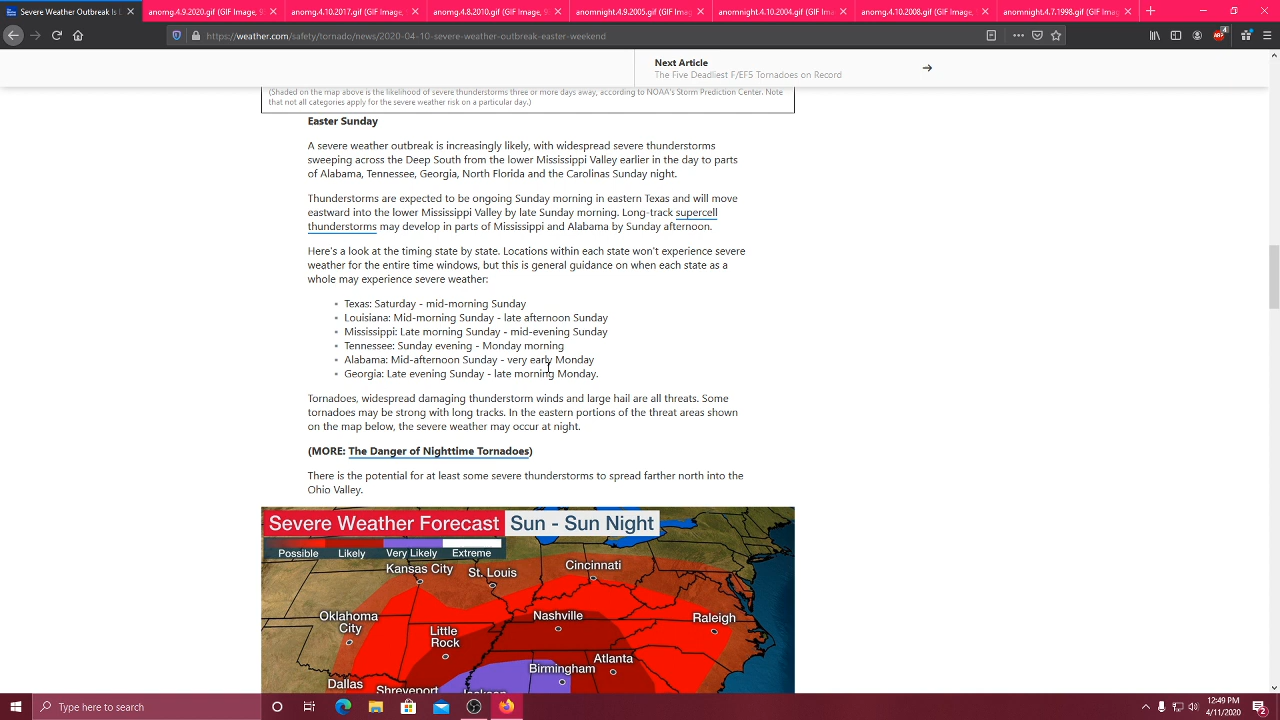 Severe Weather Outbreak Is L
anomg.4.9.2020.gif (GIF Image, 9
anomg.4.10.2017.gif (GIF Image,
anomg.4.8.2010.gif (GIF Image, 9
anomnight.4.9.2005.gif (GIF Imag
anomnight.4.10.2004.gif (GIF Ima
anomg.4.10.2008.gif (GIF Image,
anomnight.4.7.1998.gif (GIF Imag
https://weather.com/safety/tornado/news/2020-04-10-severe-weather-outbreak-easter-weekend
Next Article
The Five Deadliest F/EF5 Tornadoes on Record
(Shaded on the map above is the likelihood of severe thunderstorms three or more days away, according to NOAA's Storm Prediction Center. Note
that not all categories apply for the severe weather risk on a particular day.)
Easter Sunday
A severe weather outbreak is increasingly likely, with widespread severe thunderstorms
sweeping across the Deep South from the lower Mississippi Valley earlier in the day to parts
of Alabama, Tennessee, Georgia, North Florida and the Carolinas Sunday night.
Thunderstorms are expected to be ongoing Sunday morning in eastern Texas and will move
eastward into the lower Mississippi Valley by late Sunday morning. Long-track supercell
thunderstorms may develop in parts of Mississippi and Alabama by Sunday afternoon.
Here's a look at the timing state by state. Locations within each state won't experience severe
weather for the entire time windows, but this is general guidance on when each state as a
whole may experience severe weather:
• Texas: Saturday - mid-morning Sunday
• Louisiana: Mid-morning Sunday - late afternoon Sunday
• Mississippi: Late morning Sunday - mid-evening Sunday
• Tennessee: Sunday evening - Monday morning
• Alabama: Mid-afternoon Sunday - very early Monday
• Georgia: Late evening Sunday - late morning Monday.
Tornadoes, widespread damaging thunderstorm winds and large hail are all threats. Some
tornadoes may be strong with long tracks. In the eastern portions of the threat areas shown
on the map below, the severe weather may occur at night.
(MORE: The Danger of Nighttime Tornadoes)
There is the potential for at least some severe thunderstorms to spread farther north into the
Ohio Valley.
Severe Weather Forecast Sun - Sun Night
Possible Likely Very Likely Extreme
Kansas City
St. Louis
Cincinnati
Oklahoma
City
Nashville
Raleigh
Little
Rock
Atlanta
Birmingham
Dallas
Shreveport
Jackson
Type here to search
12:49 PM
4/11/2020
2